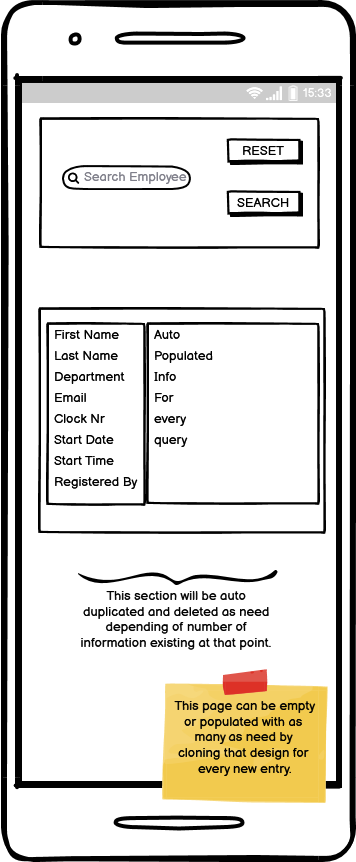 15:33
RESET
Search Employee
SEARCH
First Name Auto
Last Name Populated
Department Info
Email For
Clock Nr every
Start Date query
Start Time
Registered By
This section will be auto
duplicated and deleted as need
depending of number of
information existing at that point.
This page can be empty
or populated with as
many as need by
cloning that design for
every new entry.